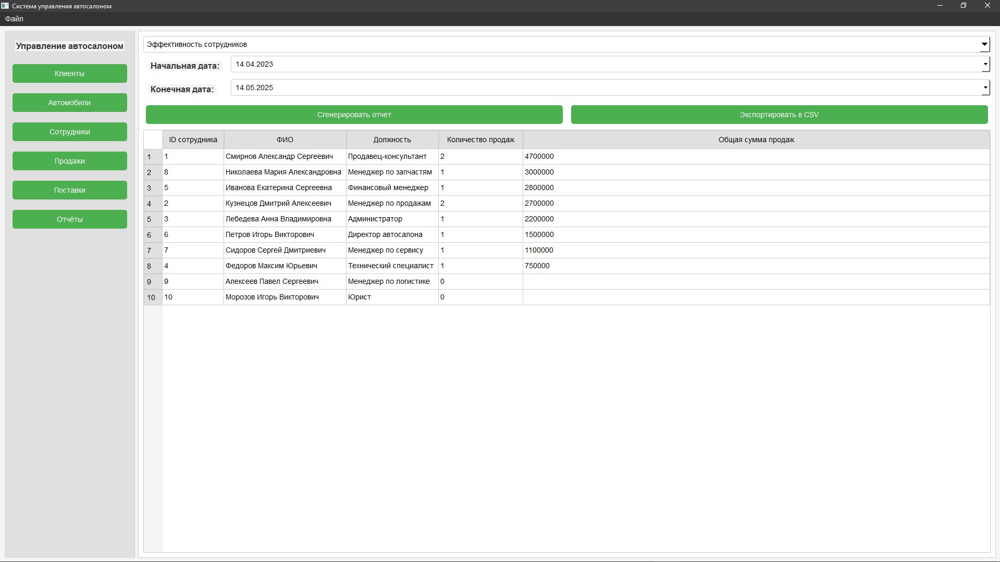 Система управления автосалоном
Файл
Управление автосалоном
Клиенты
Автомобили
Сотрудники
Продажи
Поставки
Отчёты
Эффективность сотрудников
Начальная дата: 14.04.2023
Конечная дата: 14.05.2025
Сгенерировать отчет Экспортировать в CSV
ID сотрудника ФИО Должность Количество продаж Общая сумма продаж
1 1 Смирнов Александр Сергеевич Продавец-консультант 2 4700000
2 8 Николаева Мария Александровна Менеджер по запчастям 1 3000000
3 5 Иванова Екатерина Сергеевна Финансовый менеджер 1 2800000
4 2 Кузнецов Дмитрий Алексеевич Менеджер по продажам 2 2700000
5 3 Лебедева Анна Владимировна Администратор 1 2200000
6 6 Петров Игорь Викторович Директор автосалона 1 1500000
7 7 Сидоров Сергей Дмитриевич Менеджер по сервису 1 1100000
8 4 Федоров Максим Юрьевич Технический специалист 1 750000
9 9 Алексеев Павел Сергеевич Менеджер по логистике 0
10 10 Морозов Игорь Викторович Юрист 0